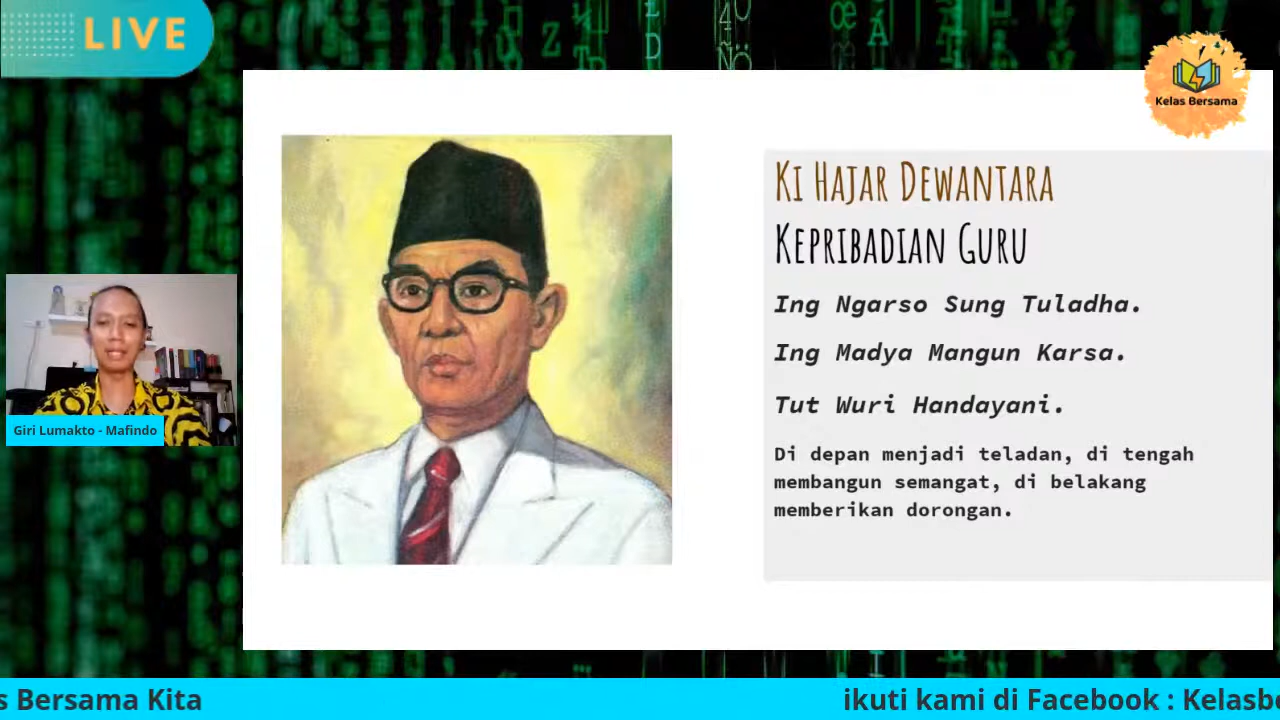 LIVE
Kelas Bersama
Ki Hajar Dewantara
Kepribadian Guru
Ing Ngarso Sung Tuladha.
Ing Madya Mangun Karsa.
Tut Wuri Handayani.
Di depan menjadi teladan, di tengah
membangun semangat, di belakang
memberikan dorongan.
Giri Lumakto - Mafindo
s Bersama Kita
ikuti kami di Facebook : Kelasb